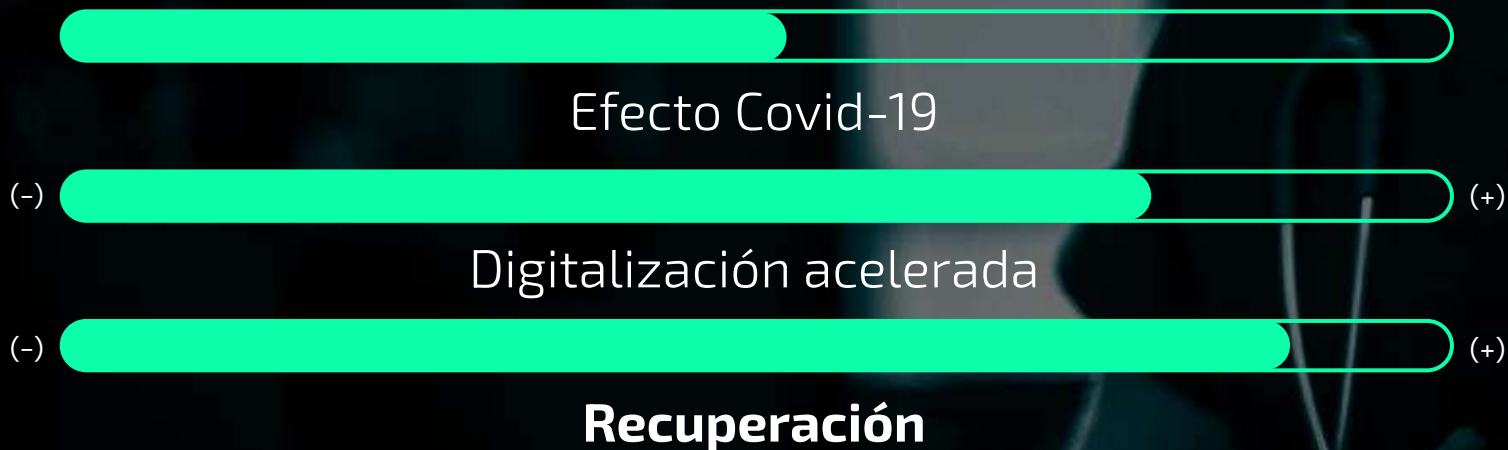 Efecto Covid-19
(-) (+)
Digitalización acelerada
(-) (+)
Recuperación